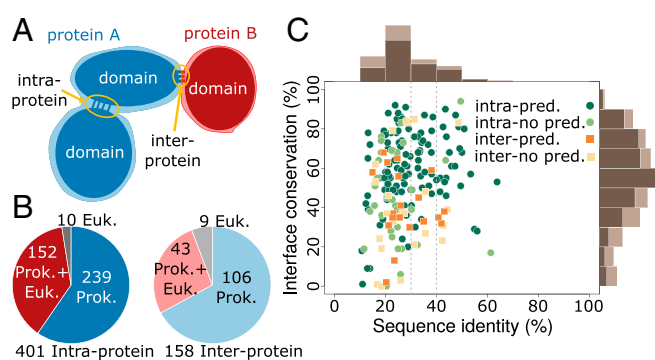 A
protein A
protein B
domain
domain
domain
intra-
protein
inter-
protein
B
10 Euk.
152
Prok.+
Euk.
239
Prok.
401 Intra-protein
9 Euk.
43
Prok.+
Euk.
106
Prok.
158 Inter-protein
C
intra-pred.
intra-no pred.
inter-pred.
inter-no pred.
Interface conservation (%)
100
80
60
40
20
0
0
20
40
60
80
100
Sequence identity (%)